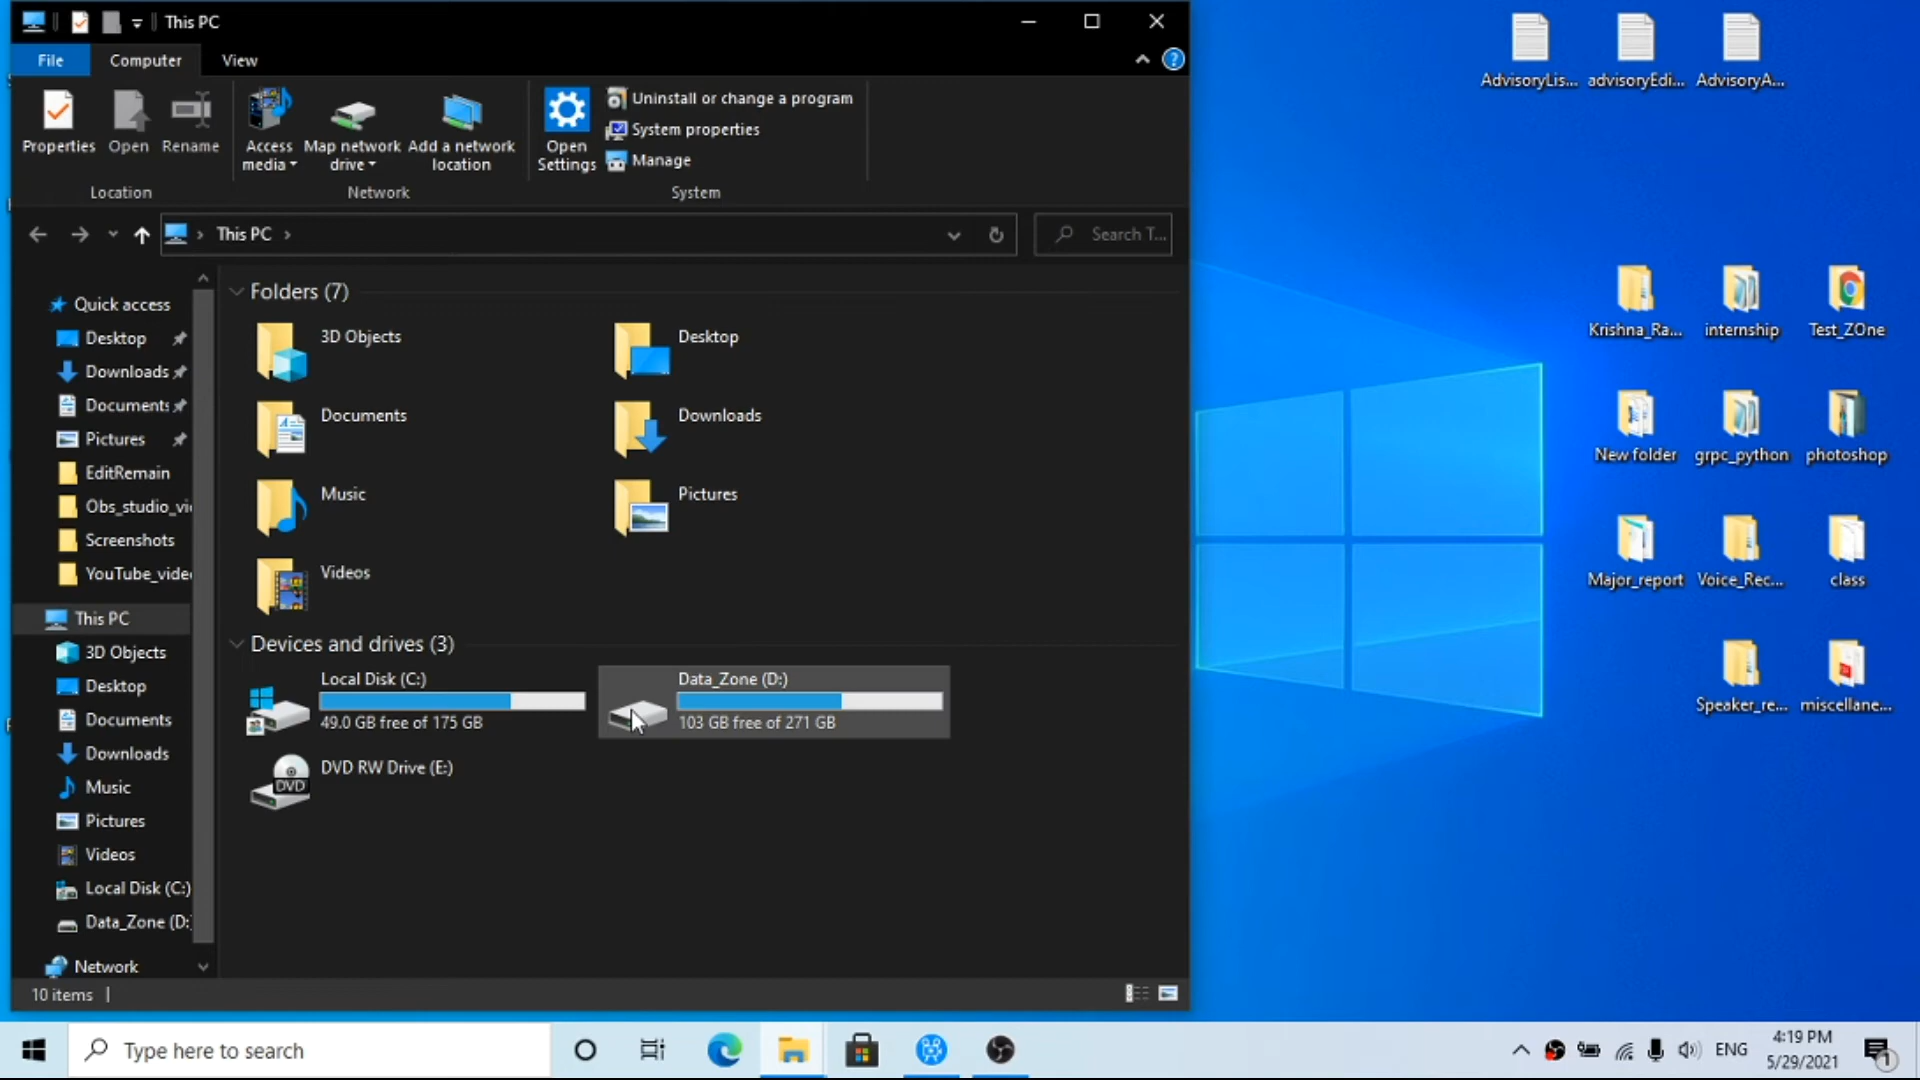 This PC
File
Computer
View
Properties
Open
Rename
Access
media
Map network
drive
Add a network
location
Open
Settings
Uninstall or change a program
System properties
Manage
Location
Network
System
This PC
Search T...
Quick access
Desktop
Downloads
Documents
Pictures
EditRemain
Obs_studio_vi
Screenshots
YouTube_vide
This PC
3D Objects
Desktop
Documents
Downloads
Music
Pictures
Videos
Local Disk (C:)
Data_Zone (D:
Network
Folders (7)
3D Objects
Desktop
Documents
Downloads
Music
Pictures
Videos
Devices and drives (3)
Local Disk (C:)
49.0 GB free of 175 GB
Data_Zone (D:)
103 GB free of 271 GB
DVD
DVD RW Drive (E:)
10 items
AdvisoryLis...
advisoryEdi...
AdvisoryA...
Krishna_Ra...
internship
Test_ZOne
New folder
grpc_python
photoshop
Major_report
Voice_Rec...
class
Speaker_re...
miscellane...
Type here to search
ENG
4:19 PM
5/29/2021
1